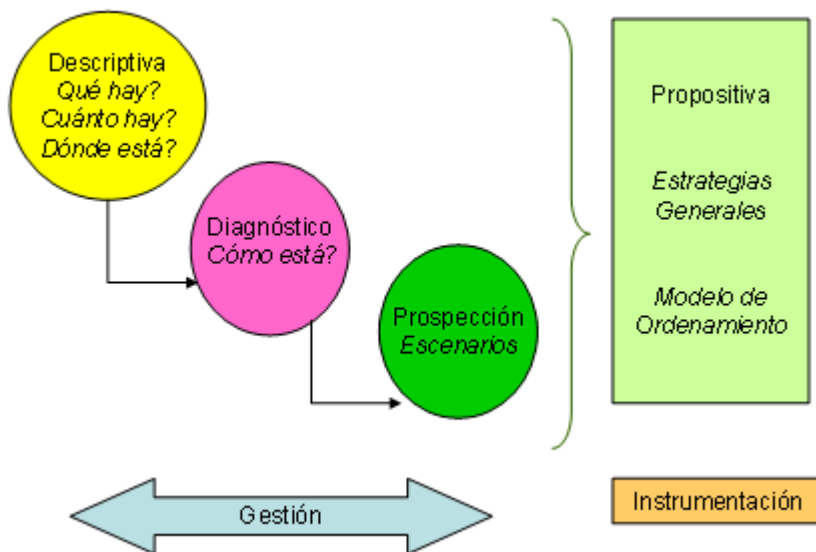 Descriptiva
Qué hay?
Cuánto hay?
Dónde está?
Diagnóstico
Cómo está?
Prospección
Escenarios
Propositiva
Estrategias
Generales
Modelo de
Ordenamiento
Gestión
Instrumentación